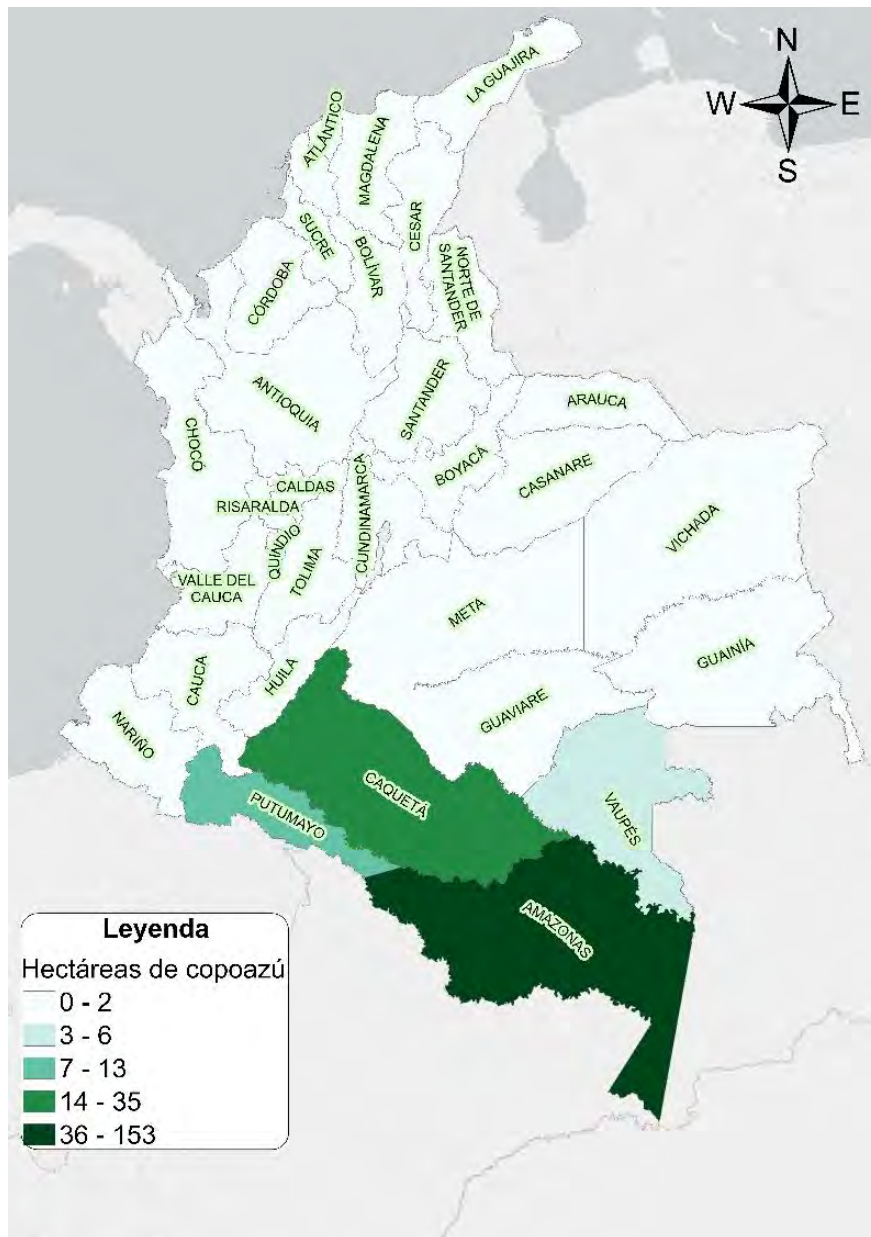 N
W E
S
LA GUAJIRA
ATLÁNTICO
MAGDALENA
CESAR
SUCRE
BOLÍVAR
NORTE DE
SANTANDER
CÓRDOBA
ANTIOQUIA
SANTANDER
ARAUCA
CHOCÓ
BOYACÁ
CASANARE
CALDAS
RISARALDA
CUNDINAMARCA
QUINDIO
TOLIMA
VALLE DEL
CAUCA
VICHADA
META
GUAINÍA
CAUCA
HUILA
GUAVIARE
NARIÑO
CAQUETÁ
PUTUMAYO
VAUPÉS
AMAZONAS
Leyenda
Hectáreas de copoazú
0 - 2
3 - 6
7 - 13
14 - 35
36 - 153